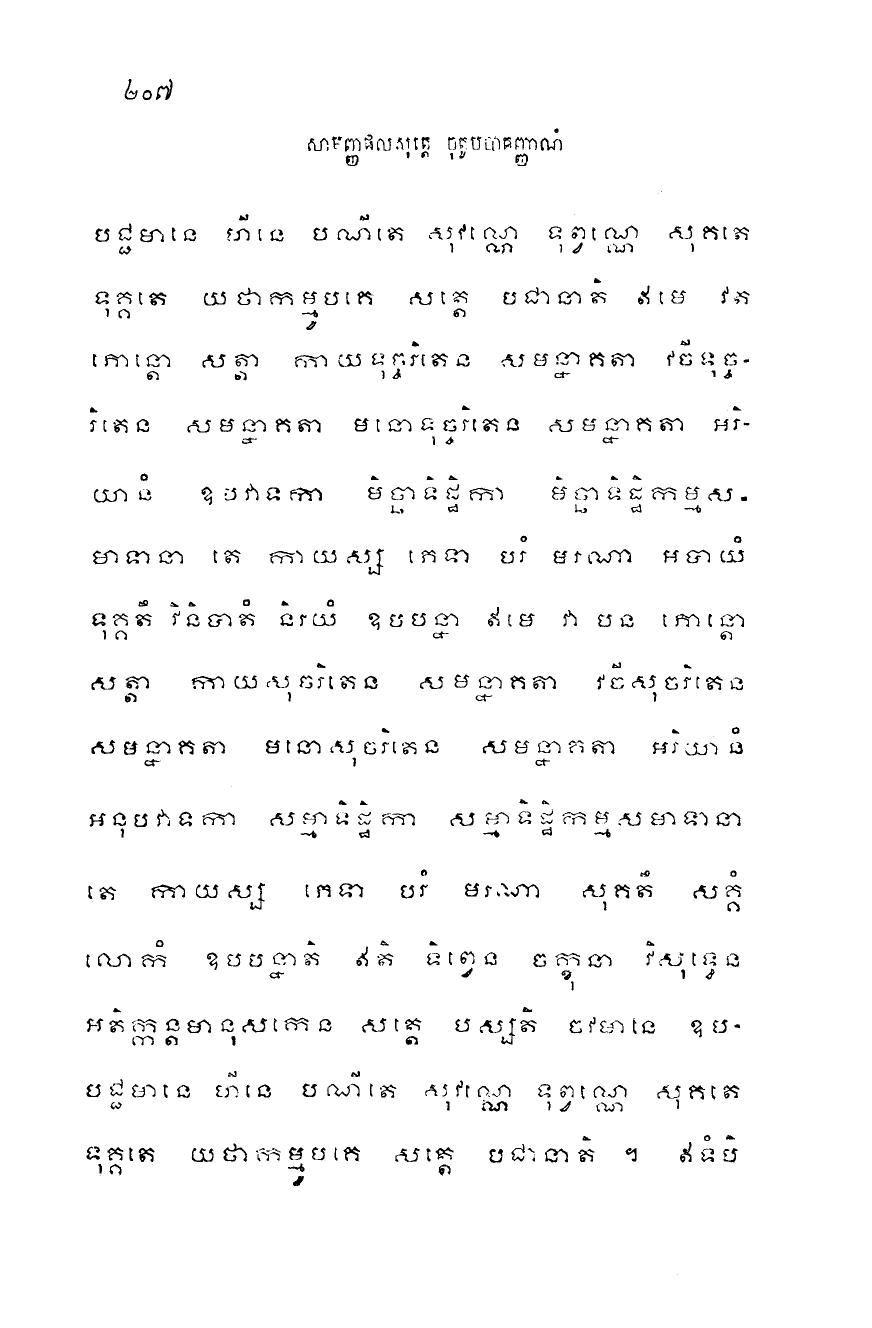 ២០៧
សាមញ្ញផលសុត្តេ ចុតូបបាតញ្ញាណំ
បជ្ជមានេ ហីនេ បណីតេ សុវណ្ណេ ទុព្វណ្ណេ សុគតេ
ទុគ្គតេ យថាកម្មូបគេ សត្តេ បជានាតិ ឥមេ វត
ភោន្តោ សត្តា កាយទុច្ចរិតេន សមន្នាគតា វចីទុច្ច-
រិតេន សមន្នាគតា មនោទុច្ចរិតេន សមន្នាគតា អរិ-
យានំ ឧបវាទកា មិច្ឆាទិដ្ឋិកា មិច្ឆាទិដ្ឋិកម្មស-
មាទានា តេ កាយស្ស ភេទា បរំ មរណា អបាយំ
ទុគ្គតឹ វិនិបាតំ និរយំ ឧបបន្នា ឥមេ វា បន ភោន្តោ
សត្តា កាយសុចរិតេន សមន្នាគតា វចីសុចរិតេន
សមន្នាគតា មនោសុចរិតេន សមន្នាគតា អរិយានំ
អនុបវាទកា សម្មាទិដ្ឋិកា សម្មាទិដ្ឋិកម្មសមាទានា
តេ កាយស្ស ភេទា បរំ មរណា សុគតឹ សគ្គំ
លោកំ ឧបបន្នាតិ ឥតិ ទិព្វេន ចក្ខុនា វិសុទ្ធេន
អតិក្កន្តមានុសកេន សត្តេ បស្សតិ ចវមានេ ឧប-
បជ្ជមានេ ហីនេ បណីតេ សុវណ្ណេ ទុព្វណ្ណេ សុគតេ
ទុគ្គតេ យថាកម្មូបគេ សត្តេ បជានាតិ ។ ឥទំបិ